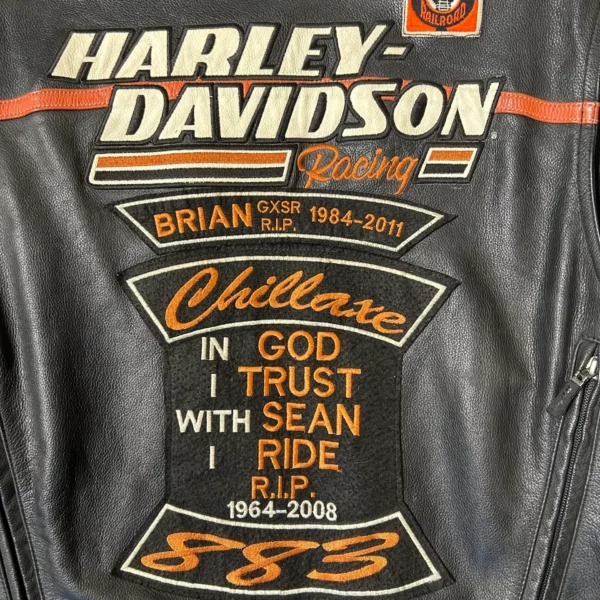 RAILROAD
HARLEY-
DAVIDSON
Racing
BRIAN GXSR R.I.P. 1984-2011
Chillaxe
IN GOD
I TRUST
WITH SEAN
I RIDE
R.I.P.
1964-2008
883